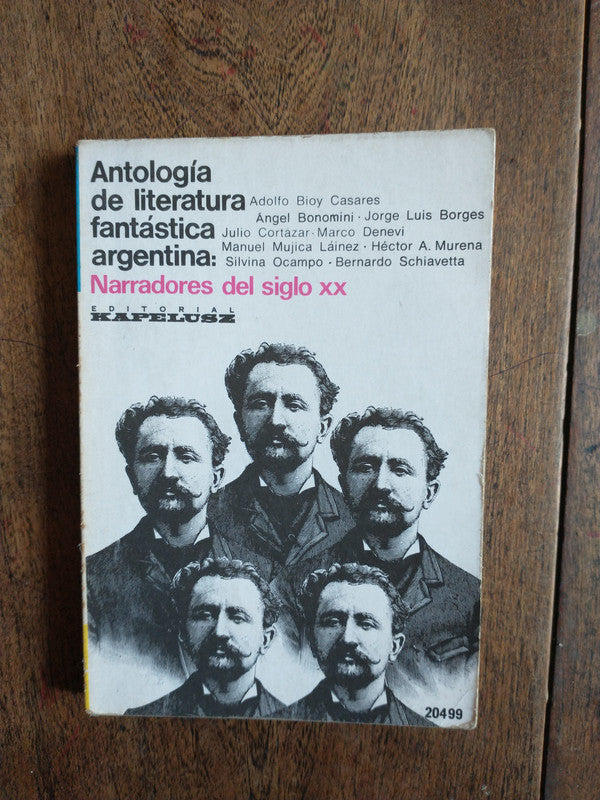 Antología
de literatura
fantástica
argentina:
Adolfo Bioy Casares
Ángel Bonomini · Jorge Luis Borges
Julio Cortázar · Marco Denevi
Manuel Mujica Láinez · Héctor A. Murena
Silvina Ocampo · Bernardo Schiavetta
Narradores del siglo xx
EDITORIAL
KAPELUSZ
20499